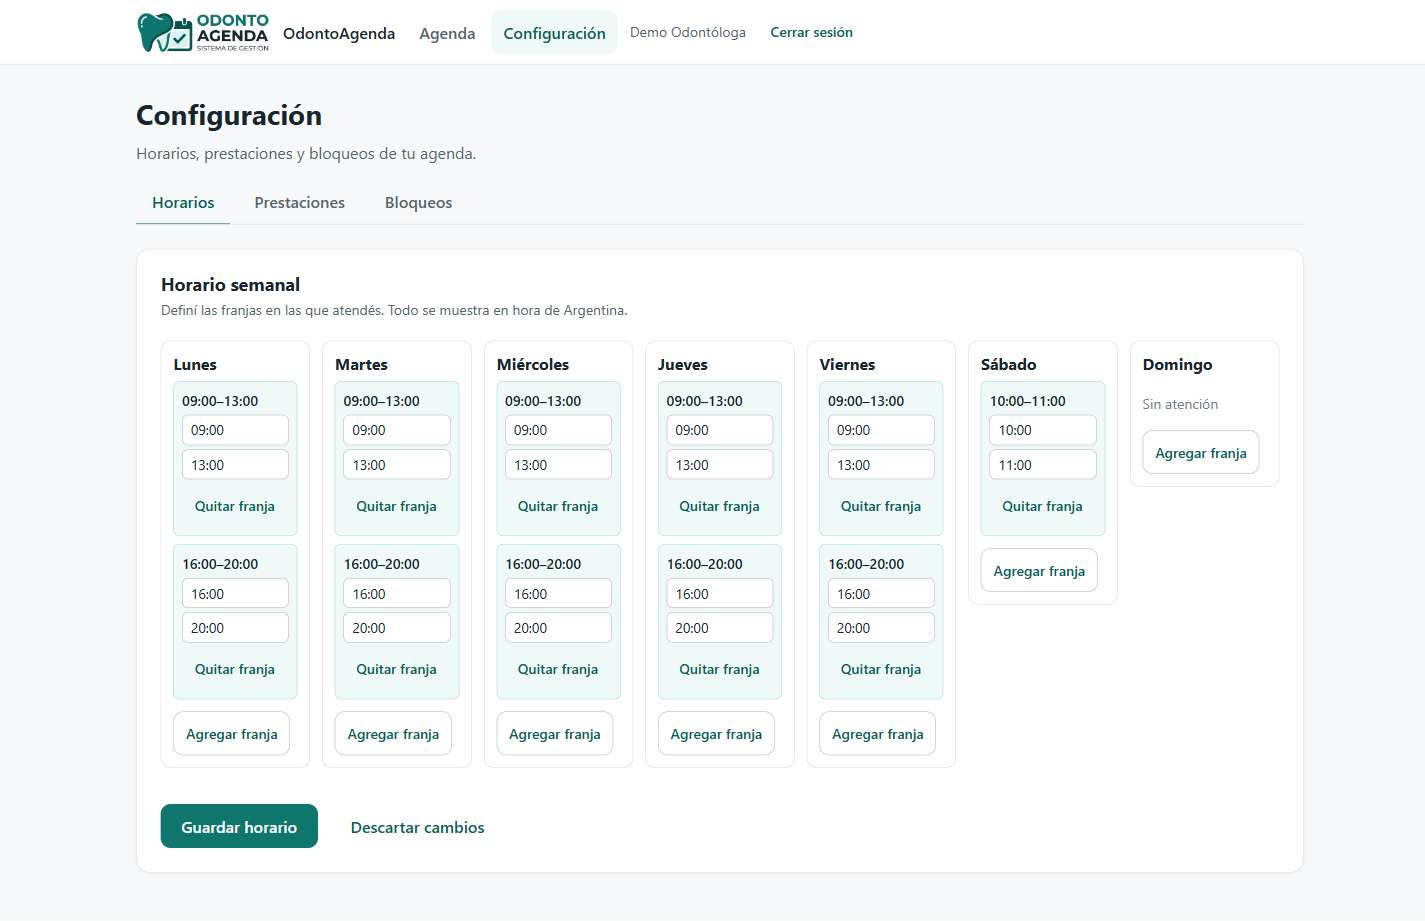 ODONTO
AGENDA
SISTEMA DE GESTIÓN
OdontoAgenda
Agenda
Configuración
Demo Odontóloga
Cerrar sesión
Configuración
Horarios, prestaciones y bloqueos de tu agenda.
Horarios
Prestaciones
Bloqueos
Horario semanal
Definí las franjas en las que atendés. Todo se muestra en hora de Argentina.
Lunes
09:00–13:00
09:00
13:00
Quitar franja
16:00–20:00
16:00
20:00
Quitar franja
Agregar franja
Martes
09:00–13:00
09:00
13:00
Quitar franja
16:00–20:00
16:00
20:00
Quitar franja
Agregar franja
Miércoles
09:00–13:00
09:00
13:00
Quitar franja
16:00–20:00
16:00
20:00
Quitar franja
Agregar franja
Jueves
09:00–13:00
09:00
13:00
Quitar franja
16:00–20:00
16:00
20:00
Quitar franja
Agregar franja
Viernes
09:00–13:00
09:00
13:00
Quitar franja
16:00–20:00
16:00
20:00
Quitar franja
Agregar franja
Sábado
10:00–11:00
10:00
11:00
Quitar franja
Agregar franja
Domingo
Sin atención
Agregar franja
Guardar horario
Descartar cambios